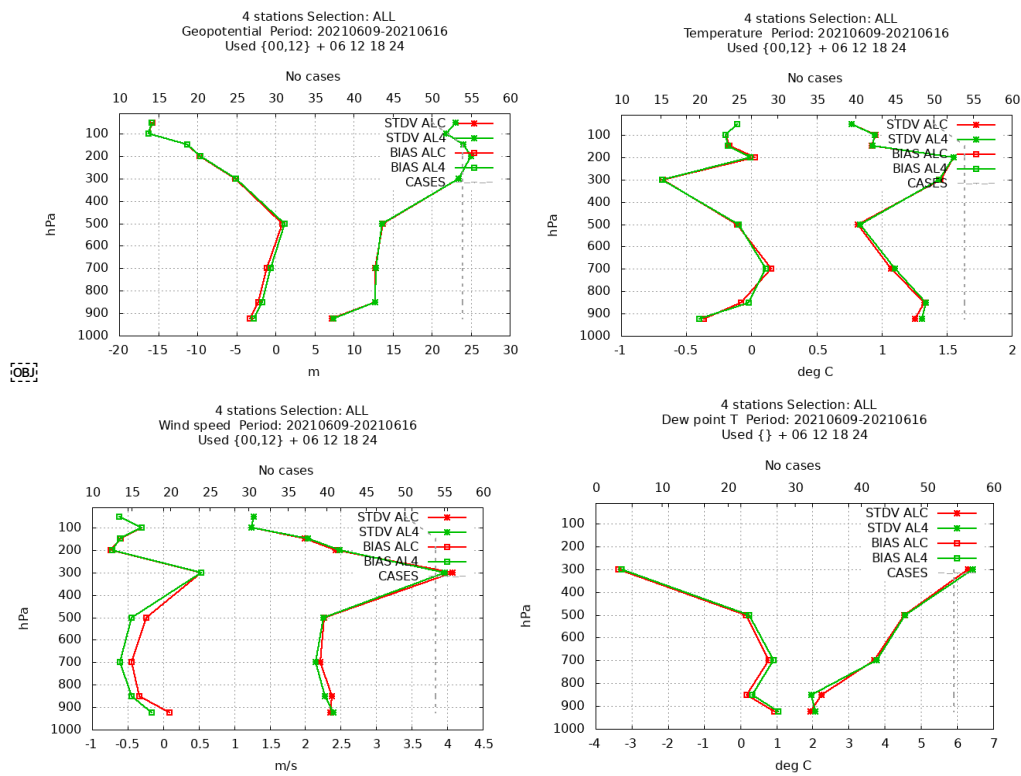 4 stations Selection: ALL
Geopotential Period: 20210609-20210616
Used {00,12} + 06 12 18 24
No cases
10 15 20 25 30 35 40 45 50 55 60
STDV ALC
STDV AL4
BIAS ALC
BIAS AL4
CASES
hPa
100
200
300
500
600
700
800
900
1000
-20 -15 -10 -5 0 5 10 15 20 25 30
m
4 stations Selection: ALL
Temperature Period: 20210609-20210616
Used {00,12} + 06 12 18 24
No cases
10 15 20 25 30 35 40 45 50 55 60
STDV ALC
STDV AL4
BIAS ALC
BIAS AL4
CASES
hPa
100
200
300
500
600
700
800
900
1000
-1 -0.5 0 0.5 1 1.5 2
deg C
OBJ
4 stations Selection: ALL
Wind speed Period: 20210609-20210616
Used {00,12} + 06 12 18 24
No cases
10 15 20 25 30 35 40 45 50 55 60
STDV ALC
STDV AL4
BIAS ALC
BIAS AL4
CASES
hPa
100
200
300
500
600
700
800
900
1000
-1 -0.5 0 0.5 1 1.5 2 2.5 3 3.5 4 4.5
m/s
4 stations Selection: ALL
Dew point T Period: 20210609-20210616
Used {} + 06 12 18 24
No cases
0 10 20 30 40 50 60
STDV ALC
STDV AL4
BIAS ALC
BIAS AL4
CASES
hPa
100
200
300
500
600
700
800
900
1000
-4 -3 -2 -1 0 1 2 3 4 5 6 7
deg C